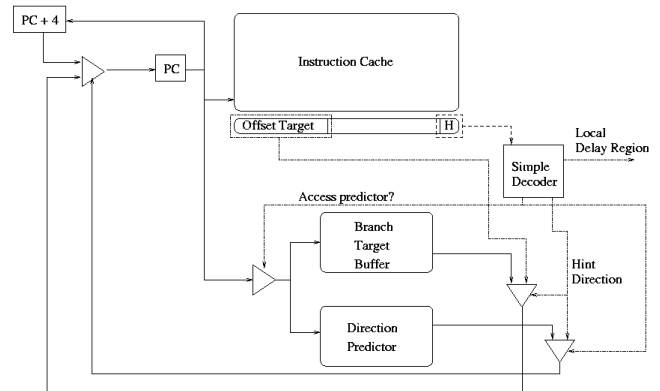 PC + 4
PC
Instruction Cache
Offset Target
H
Local
Delay Region
Simple
Decoder
Access predictor?
Branch
Target
Buffer
Hint
Direction
Direction
Predictor